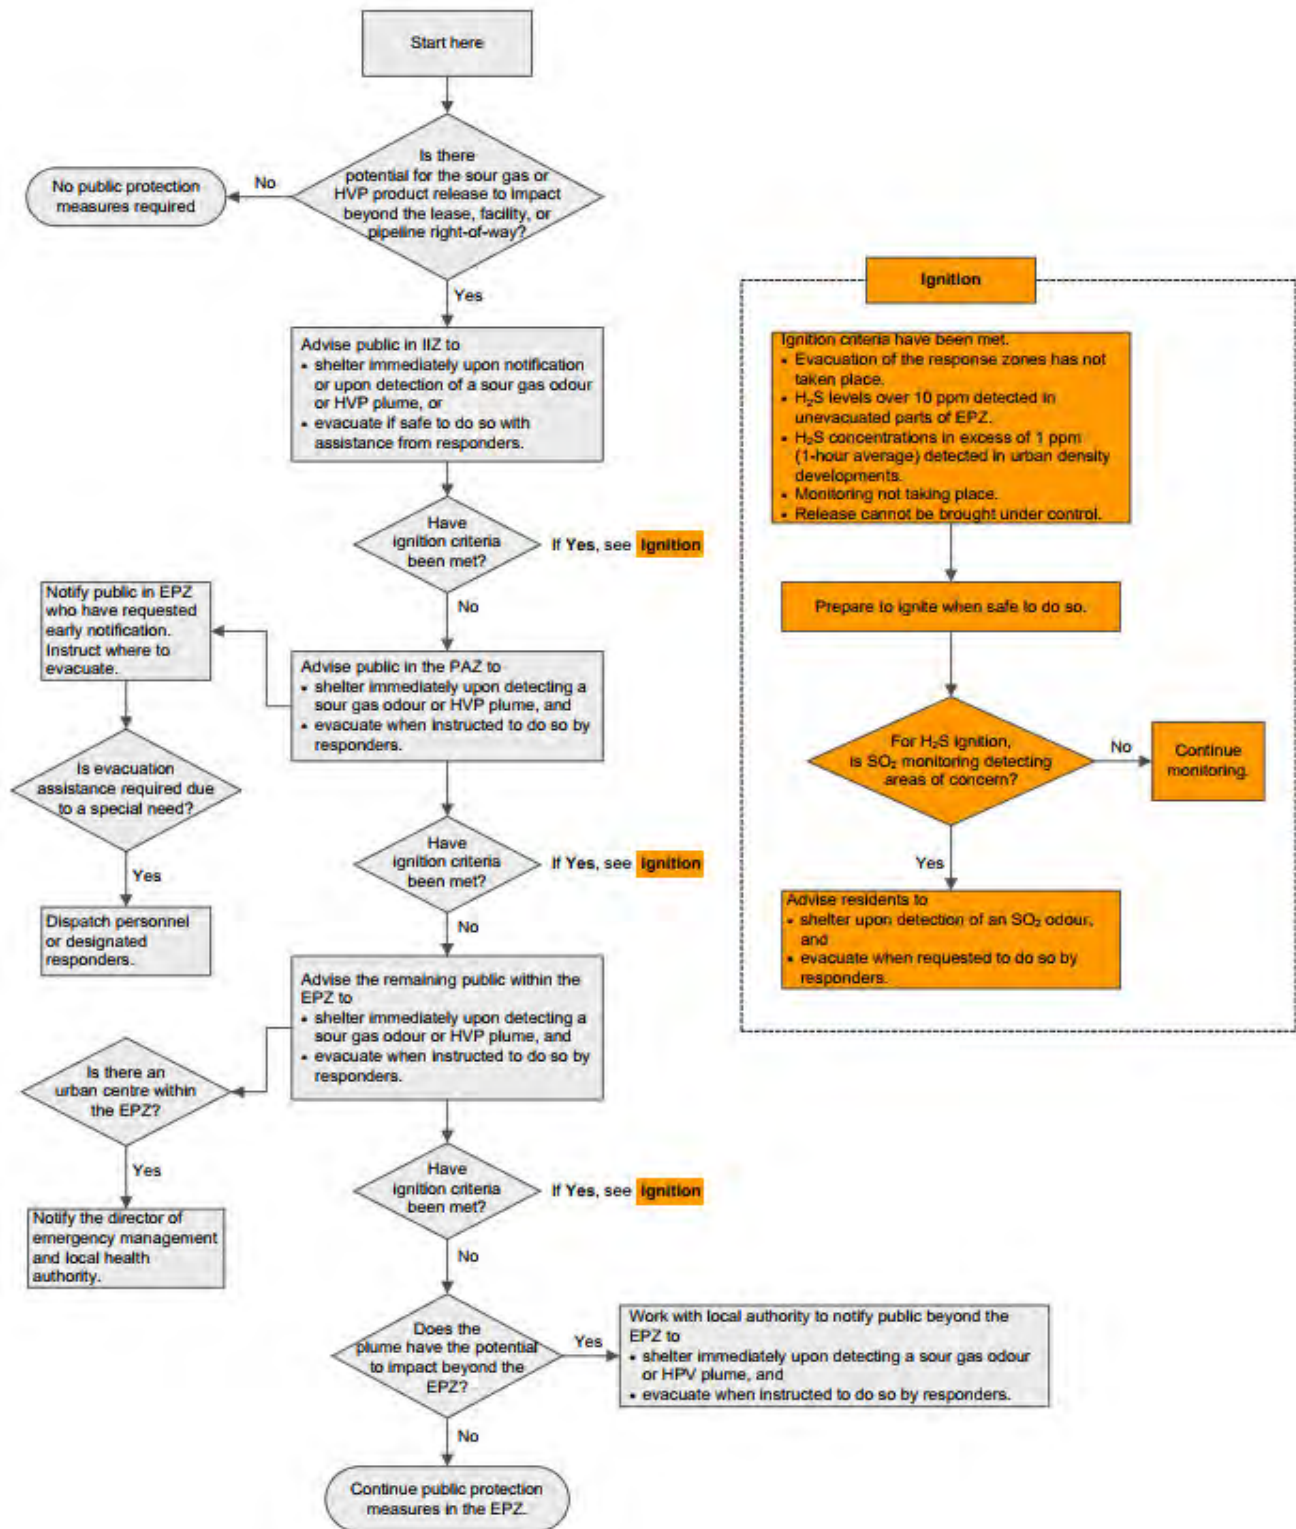 Start here
Is there
potential for the sour gas or
HVP product release to impact
beyond the lease, facility, or
pipeline right-of-way?
No
No public protection
measures required
Yes
Advise public in IIZ to
• shelter immediately upon notification
or upon detection of a sour gas odour
or HVP plume, or
• evacuate if safe to do so with
assistance from responders.
Have
ignition criteria
been met?
If Yes, see Ignition
No
Advise public in the PAZ to
• shelter immediately upon detecting a
sour gas odour or HVP plume, and
• evacuate when instructed to do so by
responders.
Notify public in EPZ
who have requested
early notification.
Instruct where to
evacuate.
Is evacuation
assistance required due
to a special need?
Yes
Dispatch personnel
or designated
responders.
Have
ignition criteria
been met?
If Yes, see Ignition
No
Advise the remaining public within the
EPZ to
• shelter immediately upon detecting a
sour gas odour or HVP plume, and
• evacuate when instructed to do so by
responders.
Is there an
urban centre within
the EPZ?
Yes
Notify the director of
emergency management
and local health
authority.
Have
ignition criteria
been met?
If Yes, see Ignition
No
Does the
plume have the potential
to impact beyond the
EPZ?
Yes
Work with local authority to notify public beyond the
EPZ to
• shelter immediately upon detecting a sour gas odour
or HPV plume, and
• evacuate when instructed to do so by responders.
No
Continue public protection
measures in the EPZ.
Ignition
Ignition criteria have been met.
• Evacuation of the response zones has not
taken place.
• H₂S levels over 10 ppm detected in
unevacuated parts of EPZ.
• H₂S concentrations in excess of 1 ppm
(1-hour average) detected in urban density
developments.
• Monitoring not taking place.
• Release cannot be brought under control.
Prepare to ignite when safe to do so.
For H₂S ignition,
is SO₂ monitoring detecting
areas of concern?
No
Continue
monitoring.
Yes
Advise residents to
• shelter upon detection of an SO₂ odour,
and
• evacuate when requested to do so by
responders.